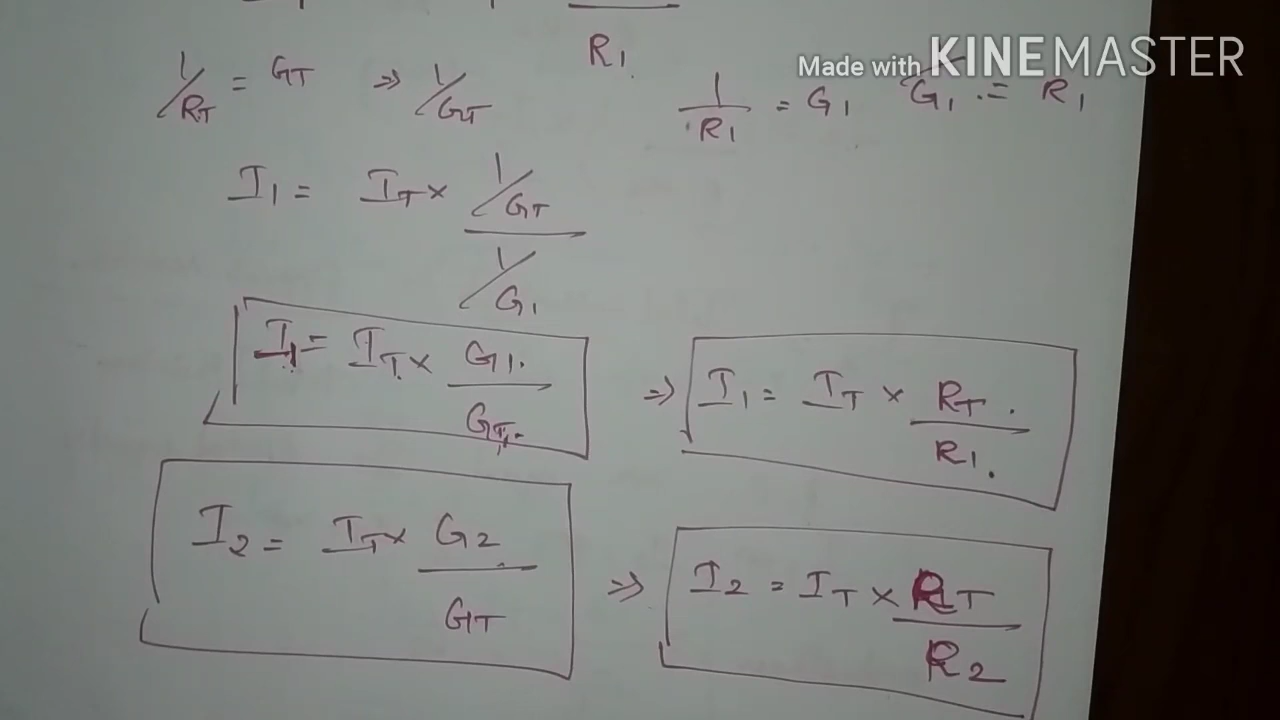 R1.
Made with KINEMASTER
1/RT = GT ⇒ 1/GT
1/R1 = G1 G1 .= R1
I1 = IT × 1/GT / 1/G1
I1 = IT × G1. / GT ⇒ I1 = IT × RT . / R1.
I2 = IT × G2 / GT ⇒ I2 = IT × RT / R2